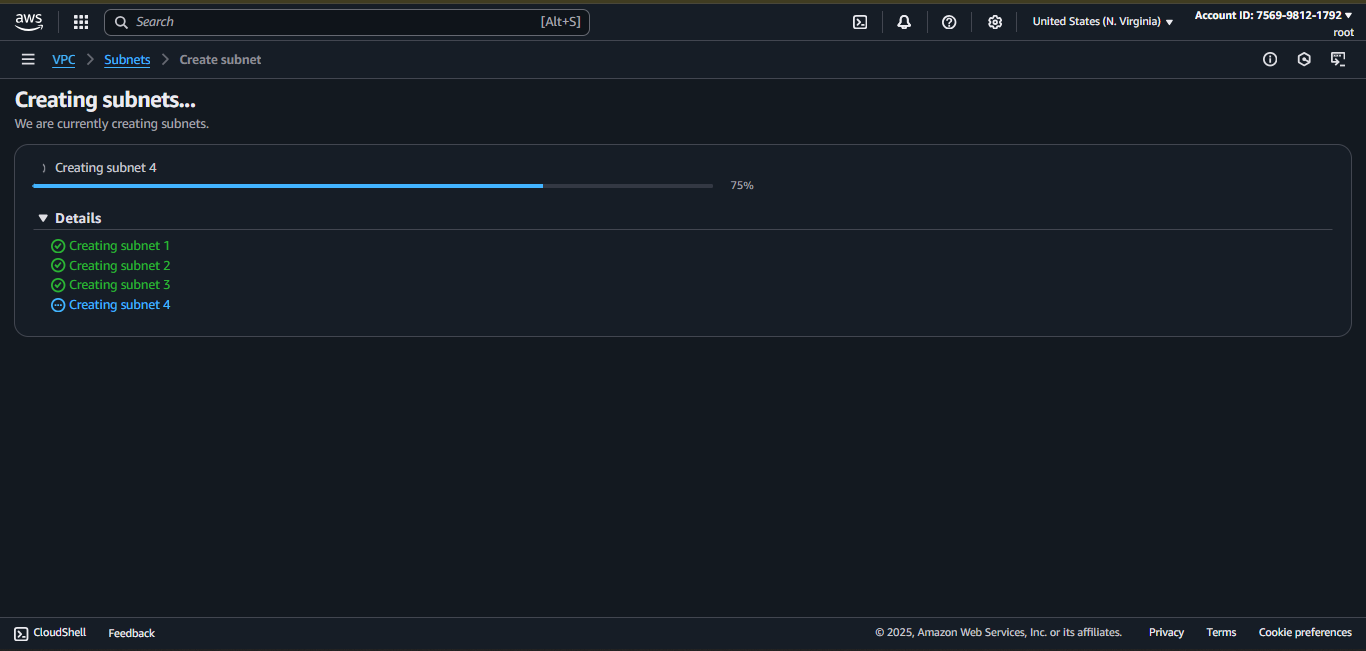 aws
Search [Alt+S]
United States (N. Virginia)
Account ID: 7569-9812-1792
root
VPC
Subnets
Create subnet
Creating subnets...
We are currently creating subnets.
Creating subnet 4
75%
Details
Creating subnet 1
Creating subnet 2
Creating subnet 3
Creating subnet 4
CloudShell
Feedback
© 2025, Amazon Web Services, Inc. or its affiliates.
Privacy
Terms
Cookie preferences